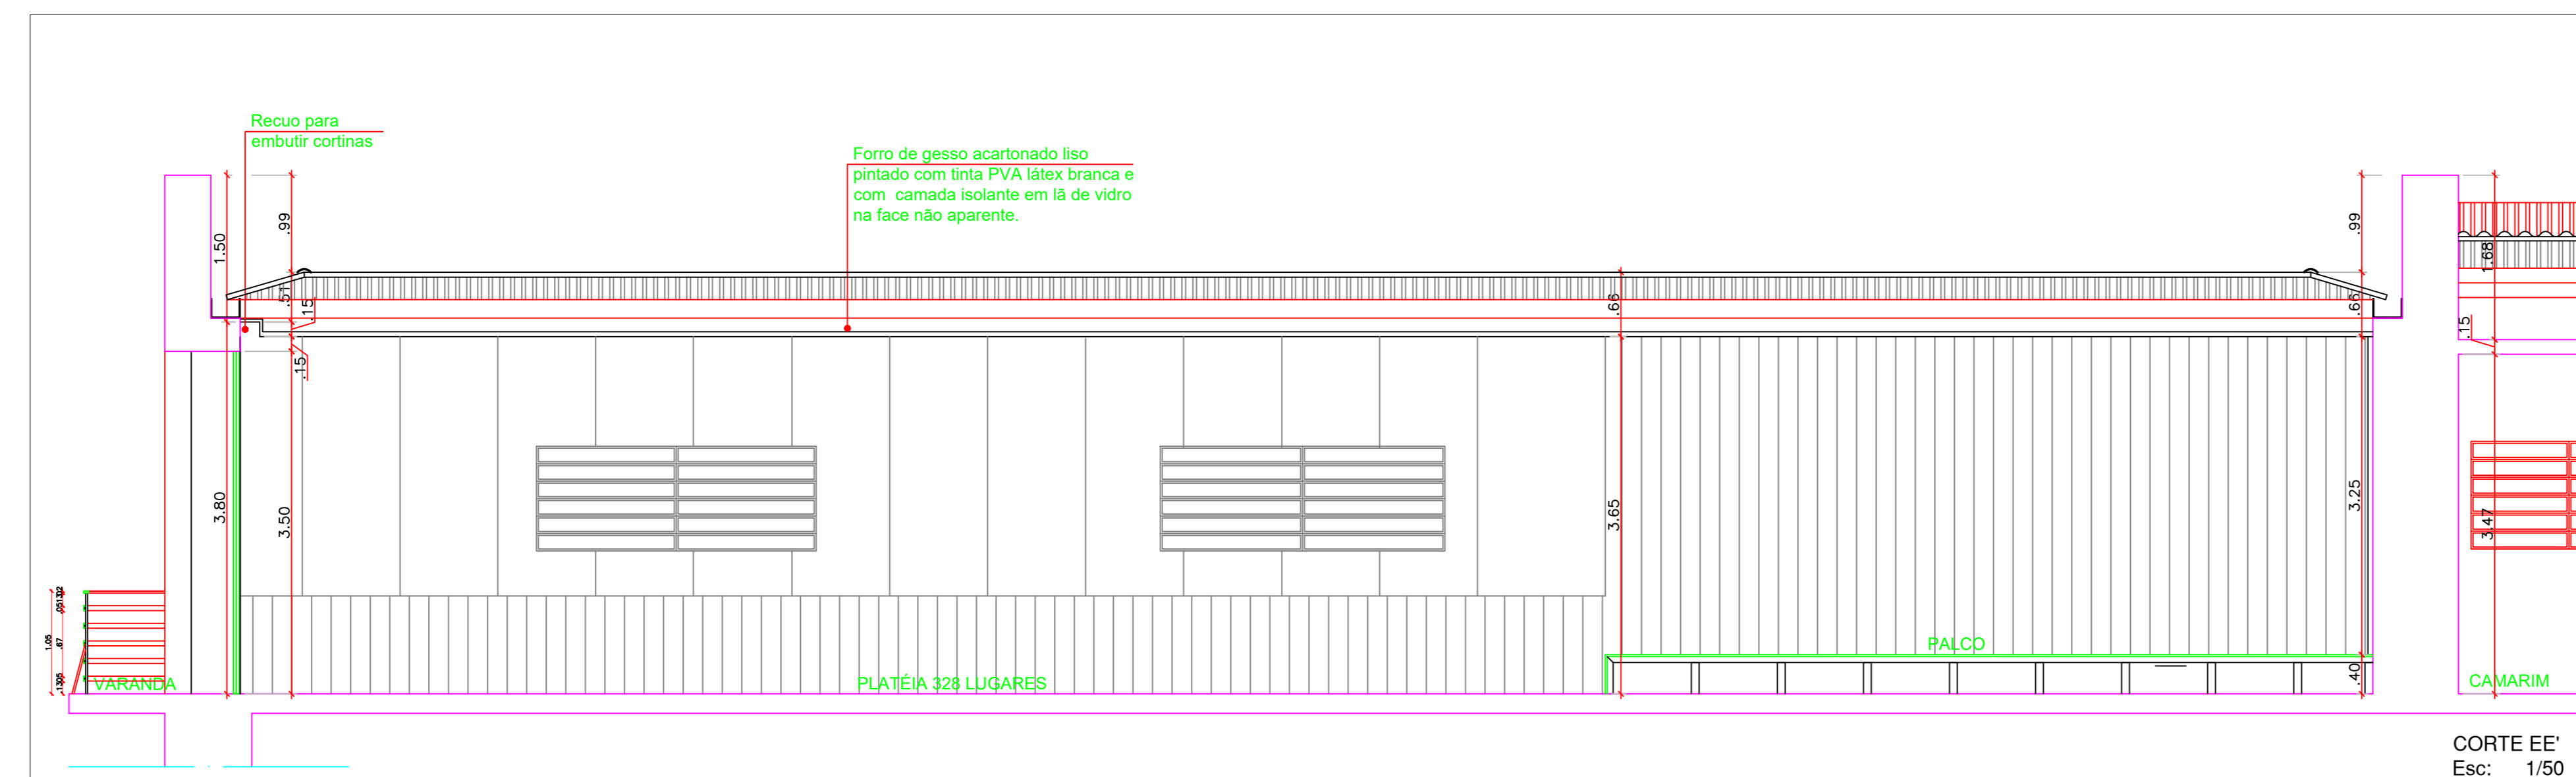 Recuo para
embutir cortinas
Forro de gesso acartonado liso
pintado com tinta PVA látex branca e
com camada isolante em lã de vidro
na face não aparente.
1.50
.99
.51
.15
.15
3.80
3.50
.66
3.65
.99
.66
3.25
.40
1.68
.15
3.47
1.05
.67
VARANDA
PLATÉIA 328 LUGARES
PALCO
CAMARIM
CORTE EE'
Esc: 1/50